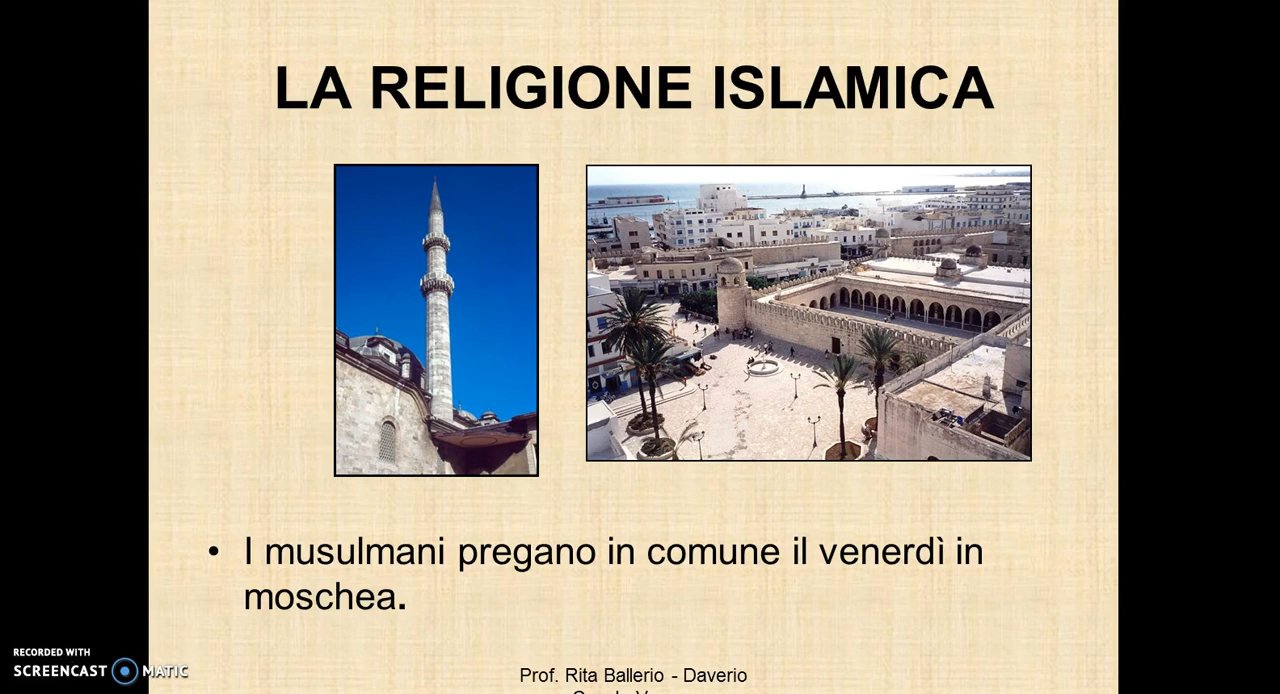 LA RELIGIONE ISLAMICA
• I musulmani pregano in comune il venerdì in
moschea.
RECORDED WITH
SCREENCAST MATIC
Prof. Rita Ballerio - Daverio